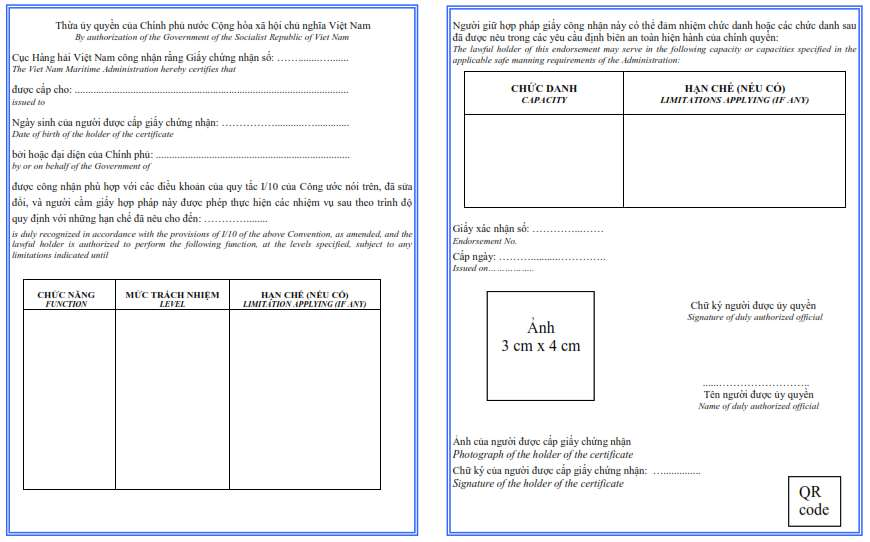 Thừa ủy quyền của Chính phủ nước Cộng hòa xã hội chủ nghĩa Việt Nam
By authorization of the Government of the Socialist Republic of Viet Nam
Cục Hàng hải Việt Nam công nhận rằng Giấy chứng nhận số: ……......…......
The Viet Nam Maritime Administration hereby certifies that
được cấp cho: ....................................................................................................
issued to
Ngày sinh của người được cấp giấy chứng nhận: ……………...........…............
Date of birth of the holder of the certificate
bởi hoặc đại diện của Chính phủ: ......................................................................
by or on behalf of the Government of
được công nhận phù hợp với các điều khoản của quy tắc I/10 của Công ước nói trên, đã sửa
đổi, và người cầm giấy hợp pháp này được phép thực hiện các nhiệm vụ sau theo trình độ
quy định với những hạn chế đã nêu cho đến: …………........
is duly recognized in accordance with the provisions of I/10 of the above Convention, as amended, and the
lawful holder is authorized to perform the following function, at the levels specified, subject to any
limitations indicated until
CHỨC NĂNG
FUNCTION
MỨC TRÁCH NHIỆM
LEVEL
HẠN CHẾ (NẾU CÓ)
LIMITATION APPLYING (IF ANY)
Người giữ hợp pháp giấy công nhận này có thể đảm nhiệm chức danh hoặc các chức danh sau
đã được nêu trong các yêu cầu định biên an toàn hiện hành của chính quyền:
The lawful holder of this endorsement may serve in the following capacity or capacities specified in the
applicable safe manning requirements of the Administration:
CHỨC DANH
CAPACITY
HẠN CHẾ (NẾU CÓ)
LIMITATIONS APPLYING (IF ANY)
Giấy xác nhận số: …………...……
Endorsement No.
Cấp ngày: ………...........………….
Issued on……………..
Ảnh
3 cm x 4 cm
Chữ ký người được ủy quyền
Signature of duly authorized official
......……………………..
Tên người được ủy quyền
Name of duly authorized official
Ảnh của người được cấp giấy chứng nhận
Photograph of the holder of the certificate
Chữ ký của người được cấp giấy chứng nhận: …..............
Signature of the holder of the certificate
QR
code